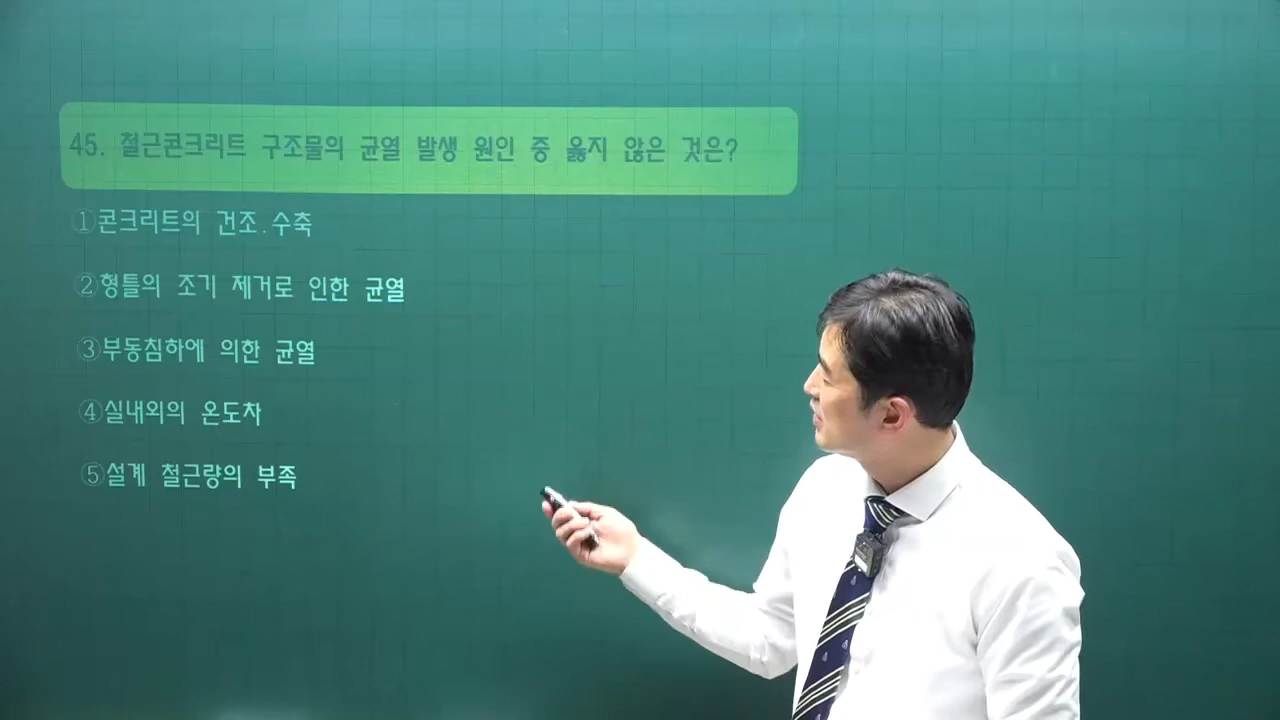 45. 철근콘크리트 구조물의 균열 발생 원인 중 옳지 않은 것은?
①콘크리트의 건조.수축
②형틀의 조기 제거로 인한 균열
③부동침하에 의한 균열
④실내외의 온도차
⑤설계 철근량의 부족